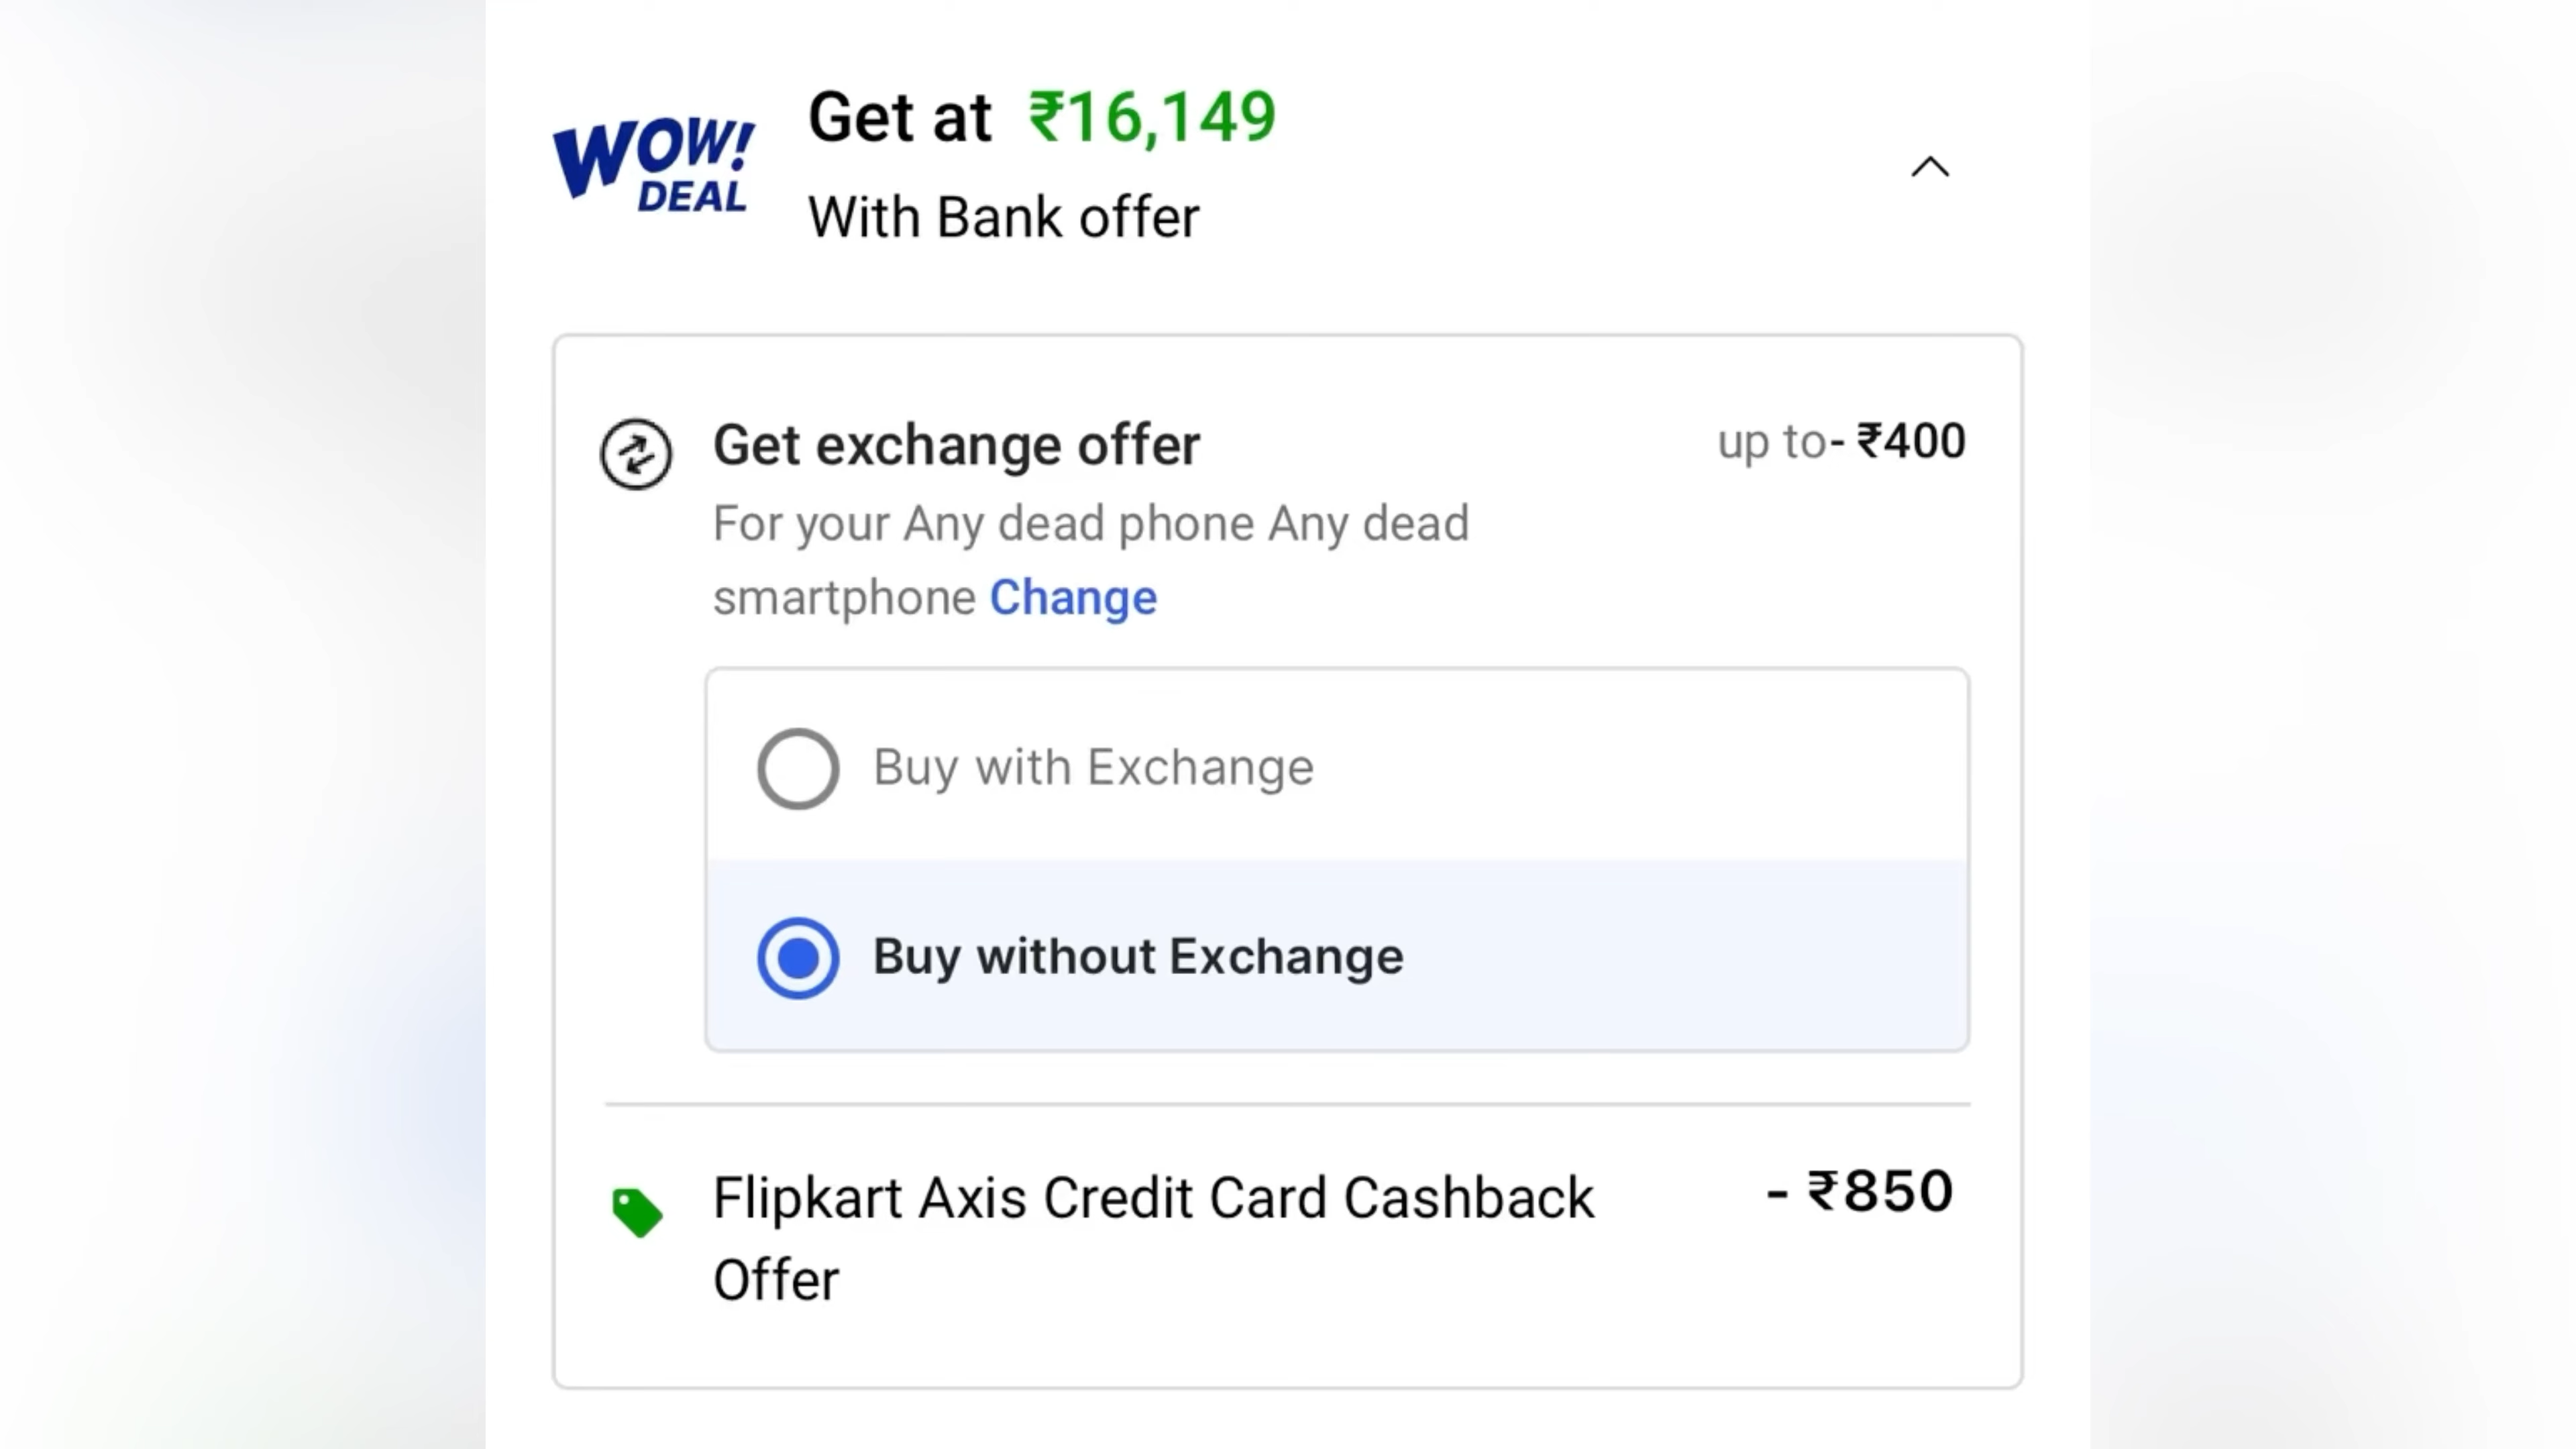 WOW!
DEAL
Get at ₹16,149
With Bank offer
Get exchange offer
up to- ₹400
For your Any dead phone Any dead
smartphone Change
Buy with Exchange
Buy without Exchange
Flipkart Axis Credit Card Cashback
Offer
- ₹850